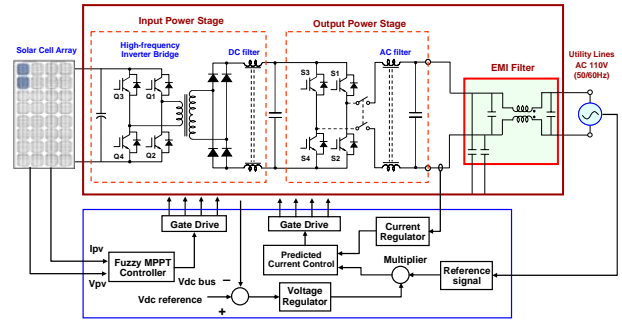 Input Power Stage
Output Power Stage
Solar Cell Array
High-frequency
Inverter Bridge
DC filter
AC filter
Utility Lines
AC 110V
(50/60Hz)
EMI Filter
Q3
Q1
S3
S1
Q4
Q2
S4
S2
Gate Drive
Gate Drive
Current
Regulator
Ipv
Vpv
Fuzzy MPPT
Controller
Vdc bus
−
Predicted
Current Control
Multiplier
Reference
signal
Vdc reference
+
Voltage
Regulator